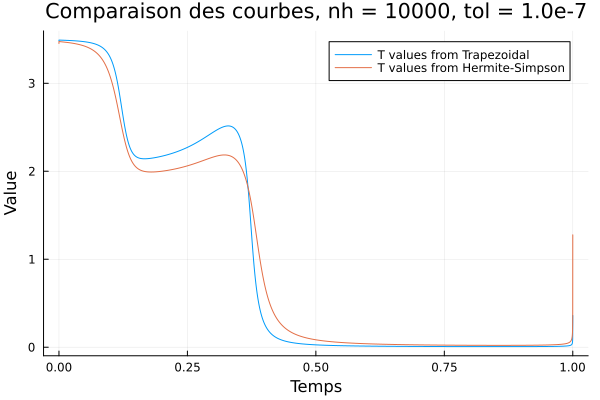 Comparaison des courbes, nh = 10000, tol = 1.0e-7
T values from Trapezoidal
T values from Hermite-Simpson
Value
3
2
1
0
0.00 0.25 0.50 0.75 1.00
Temps